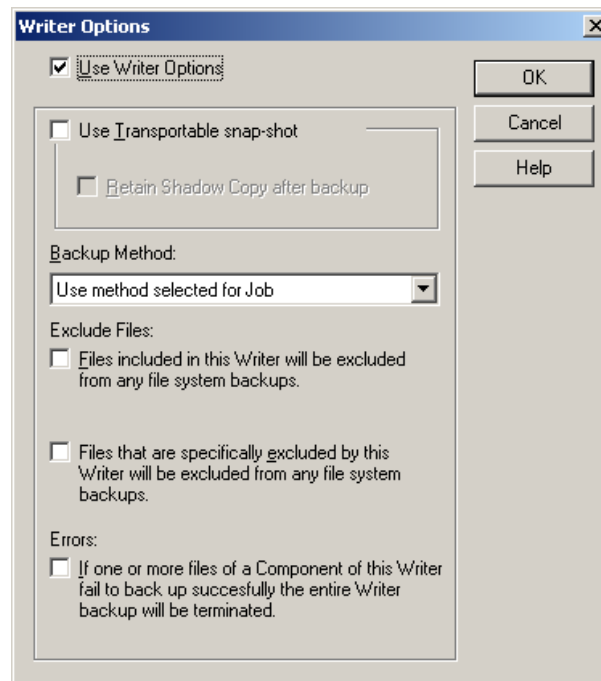 Writer Options
Use Writer Options
OK
Use Transportable snap-shot
Cancel
Retain Shadow Copy after backup
Help
Backup Method:
Use method selected for Job
Exclude Files:
Files included in this Writer will be excluded
from any file system backups.
Files that are specifically excluded by this
Writer will be excluded from any file system
backups.
Errors:
If one or more files of a Component of this Writer
fail to back up succesfully the entire Writer
backup will be terminated.